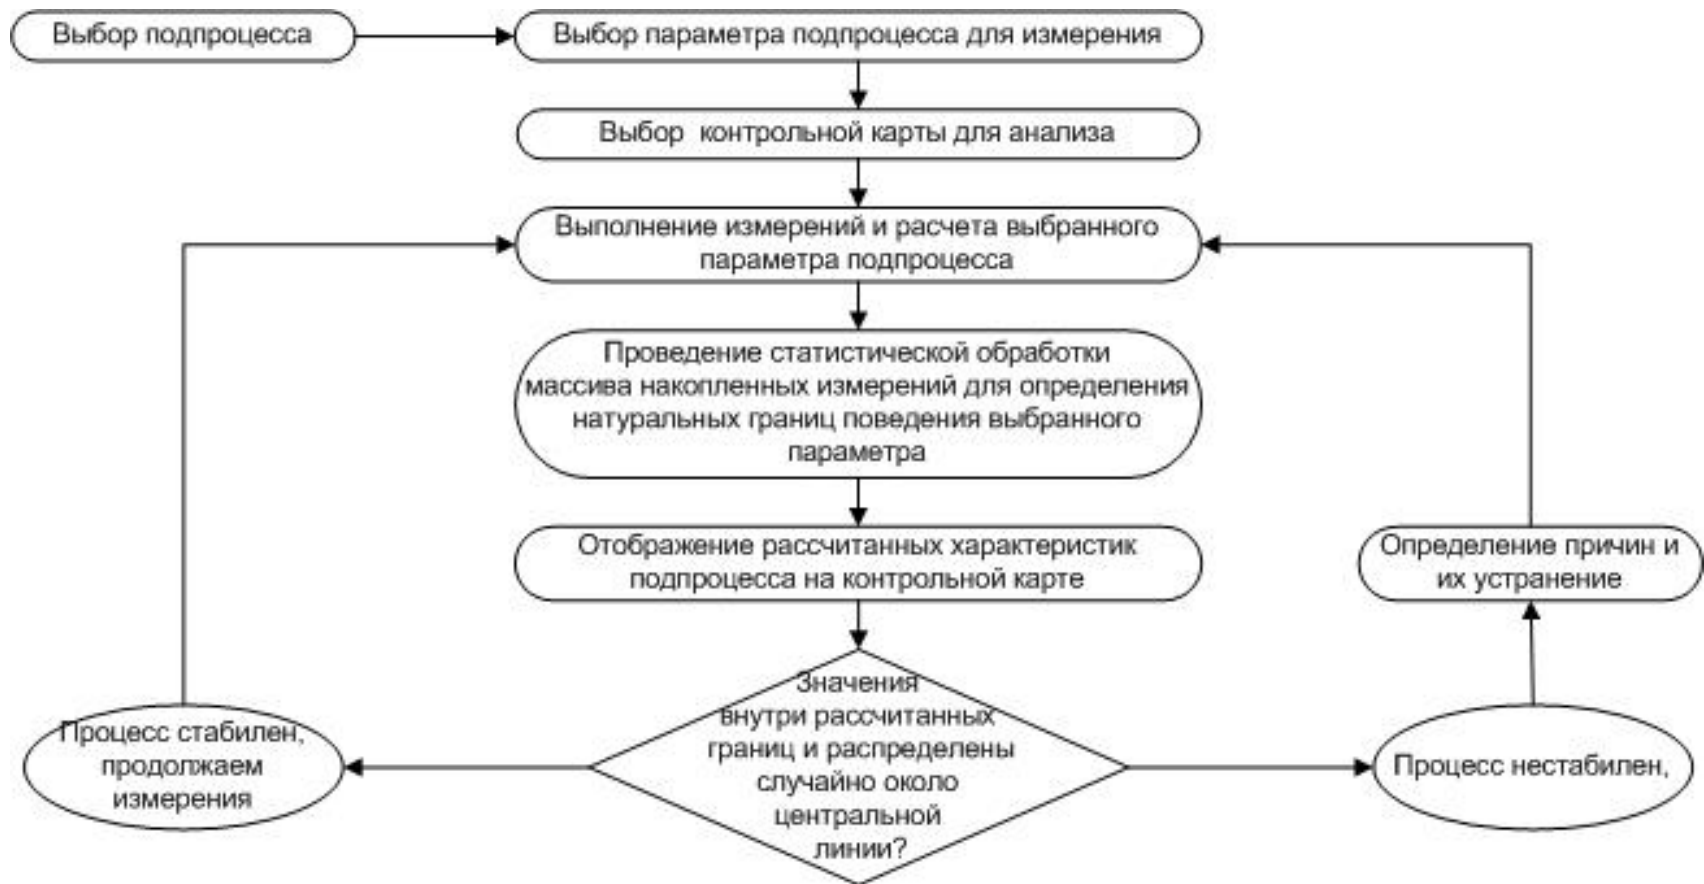 Выбор подпроцесса
Выбор параметра подпроцесса для измерения
Выбор контрольной карты для анализа
Выполнение измерений и расчета выбранного
параметра подпроцесса
Проведение статистической обработки
массива накопленных измерений для определения
натуральных границ поведения выбранного
параметра
Отображение рассчитанных характеристик
подпроцесса на контрольной карте
Определение причин и
их устранение
Значения
внутри рассчитанных
границ и распределены
случайно около
центральной
линии?
Процесс стабилен,
продолжаем
измерения
Процесс нестабилен,